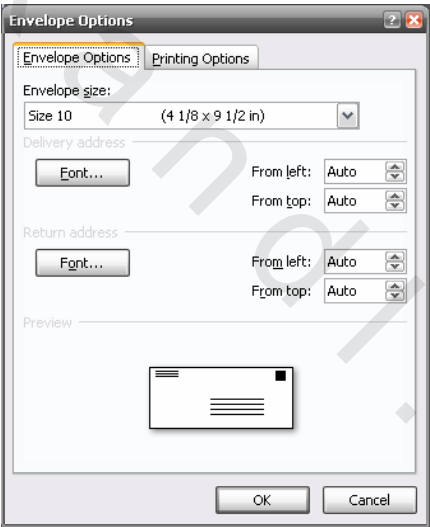 Envelope Options
Envelope Options Printing Options
Envelope size:
Size 10 (4 1/8 x 9 1/2 in)
Delivery address
Font... From left: Auto
From top: Auto
Return address
Font... From left: Auto
From top: Auto
Preview
OK Cancel